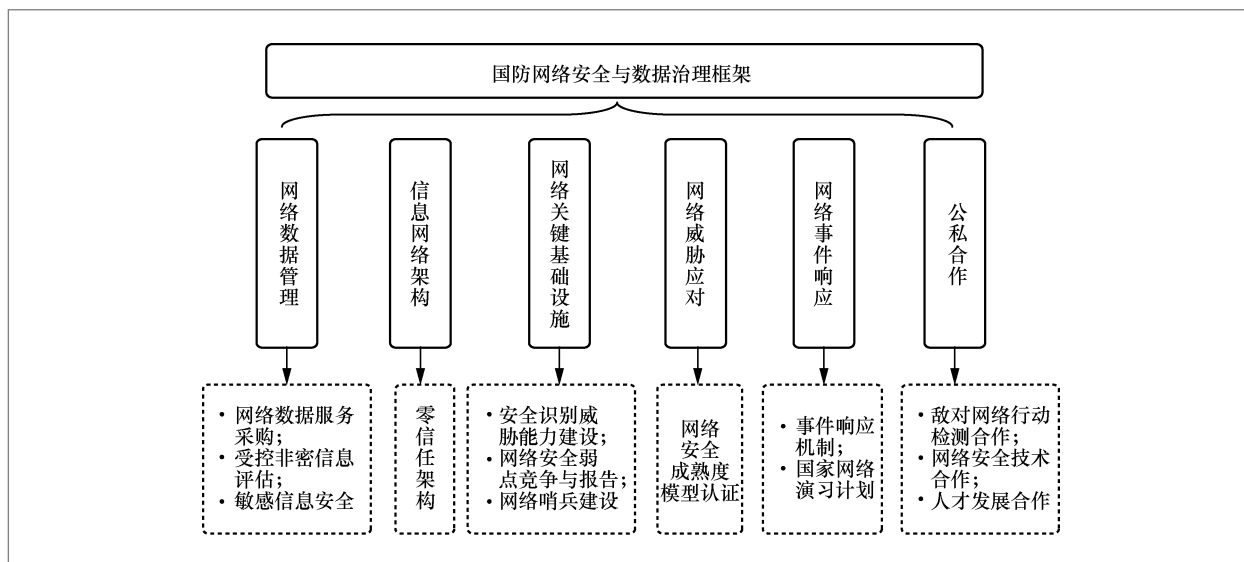 国防网络安全与数据治理框架
网络数据管理
信息网络架构
网络关键基础设施
网络威胁应对
网络事件响应
公私合作
·网络数据服务
采购;
·受控非密信息
评估;
·敏感信息安全
零信任架构
·安全识别威
胁能力建设;
·网络安全弱
点竞争与报告;
·网络哨兵建设
网络
安全
成熟度
模型认证
·事件响应
机制;
·国家网络
演习计划
·敌对网络行动
检测合作;
·网络安全技术
合作;
·人才发展合作